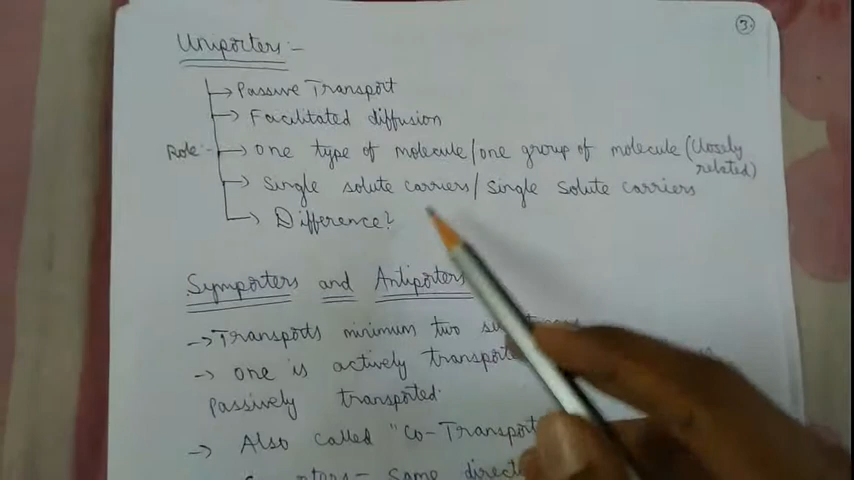 3.
Uniporters:-
→ Passive Transport
→ Facilitated diffusion
Role:- → One type of molecule/one group of molecule (closely
related)
→ Single solute carriers/Single Solute carriers
→ Difference?
Symporters and Antiporters
→ Transports minimum two
→ One is actively
Passively transported.
→ Also called "Co-Transport
same